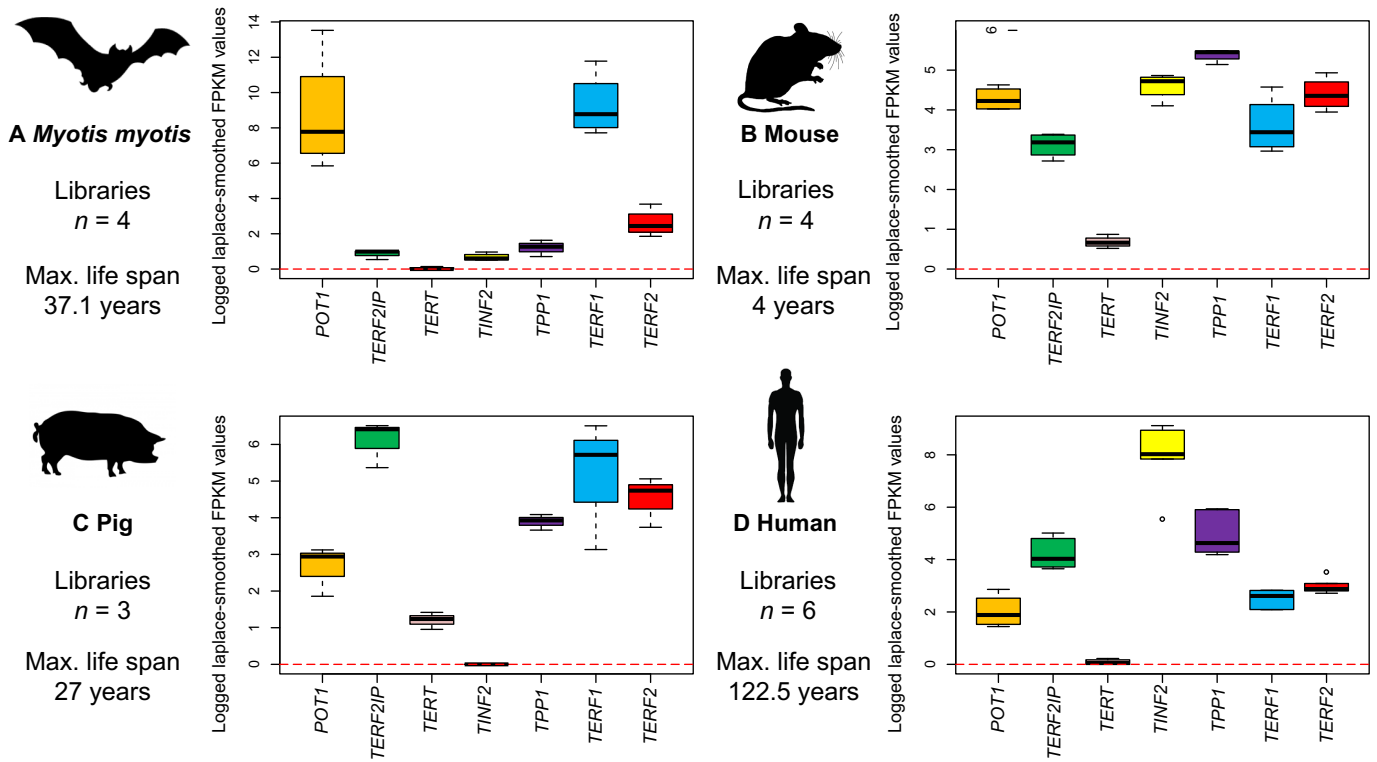 A Myotis myotis
Libraries
n = 4
Max. life span
37.1 years
Logged laplace-smoothed FPKM values
14
12
10
8
6
4
2
0
POT1
TERF2IP
TERT
TINF2
TPP1
TERF1
TERF2
B Mouse
Libraries
n = 4
Max. life span
4 years
Logged laplace-smoothed FPKM values
6
5
4
3
2
1
0
POT1
TERF2IP
TERT
TINF2
TPP1
TERF1
TERF2
C Pig
Libraries
n = 3
Max. life span
27 years
Logged laplace-smoothed FPKM values
6
5
4
3
2
1
0
POT1
TERF2IP
TERT
TINF2
TPP1
TERF1
TERF2
D Human
Libraries
n = 6
Max. life span
122.5 years
Logged laplace-smoothed FPKM values
8
6
4
2
0
POT1
TERF2IP
TERT
TINF2
TPP1
TERF1
TERF2